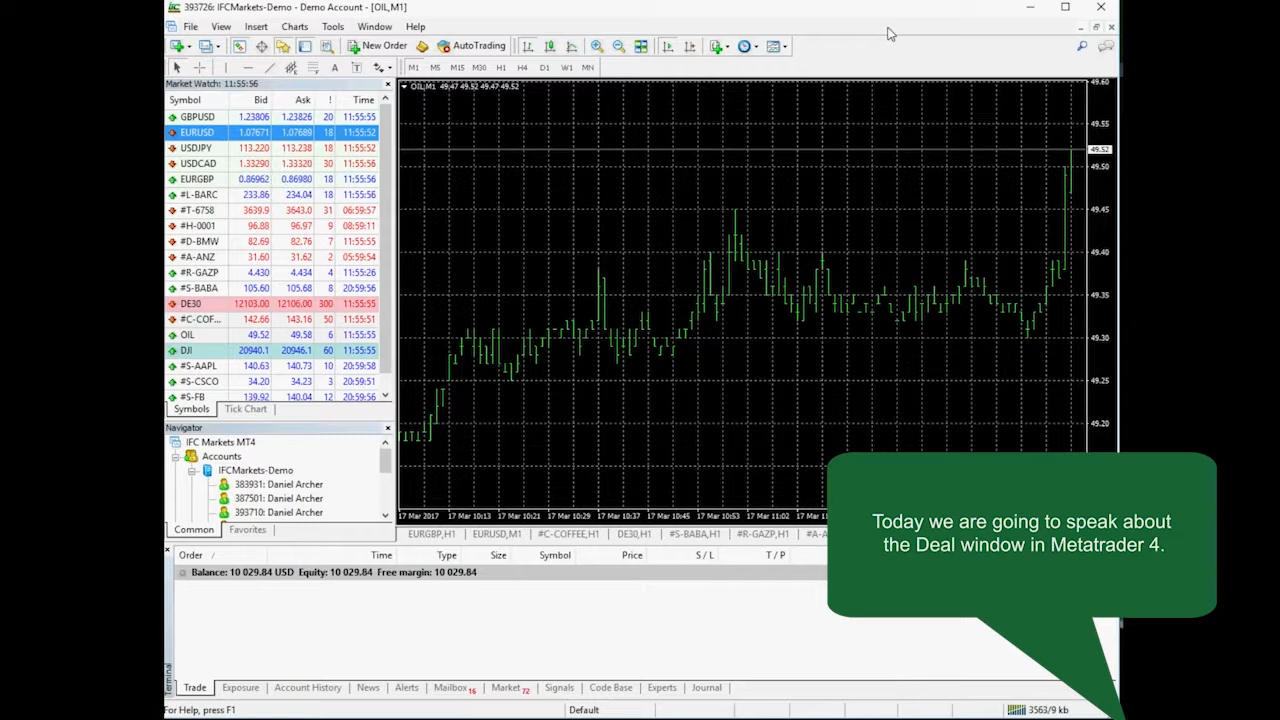 393726: IFCMarkets-Demo - Demo Account - [OIL,M1]
File View Insert Charts Tools Window Help
New Order AutoTrading
M1 M5 M15 M30 H1 H4 D1 W1 MN
Market Watch: 11:55:56
Symbol Bid Ask ! Time
GBPUSD 1.23806 1.23826 20 11:55:55
EURUSD 1.07671 1.07689 18 11:55:52
USDJPY 113.220 113.238 18 11:55:52
USDCAD 1.33290 1.33320 30 11:55:56
EURGBP 0.86962 0.86980 18 11:55:56
#L-BARC 233.86 234.04 18 11:55:56
#T-6758 3639.9 3643.0 31 06:59:57
#H-0001 96.88 96.97 9 08:59:11
#D-BMW 82.69 82.76 7 11:55:55
#A-ANZ 31.60 31.62 2 05:59:54
#R-GAZP 4.430 4.434 4 11:55:26
#S-BABA 105.60 105.68 8 20:59:56
DE30 12103.00 12106.00 300 11:55:55
#C-COF... 142.66 143.16 50 11:55:51
OIL 49.52 49.58 6 11:55:55
DJI 20940.1 20946.1 60 11:55:55
#S-AAPL 140.63 140.73 10 20:59:58
#S-CSCO 34.20 34.23 3 20:59:51
#S-FB 139.92 140.04 12 20:59:56
Symbols Tick Chart
Navigator
IFC Markets MT4
Accounts
IFCMarkets-Demo
383931: Daniel Archer
387501: Daniel Archer
393710: Daniel Archer
Common Favorites
OIL,M1 49.47 49.52 49.47 49.52
49.60
49.55
49.52
49.50
49.45
49.40
49.35
49.30
49.25
49.20
17 Mar 2017 17 Mar 10:13 17 Mar 10:21 17 Mar 10:29 17 Mar 10:37 17 Mar 10:45 17 Mar 10:53 17 Mar 11:02
EURGBP,H1 EURUSD,M1 #C-COFFEE,H1 DE30,H1 #S-BABA,H1 #R-GAZP,H1
Order / Time Type Size Symbol Price S / L T / P
Balance: 10 029.84 USD Equity: 10 029.84 Free margin: 10 029.84
Today we are going to speak about
the Deal window in Metatrader 4.
Terminal
Trade Exposure Account History News Alerts Mailbox 16 Market 72 Signals Code Base Experts Journal
For Help, press F1 Default 3563/9 kb